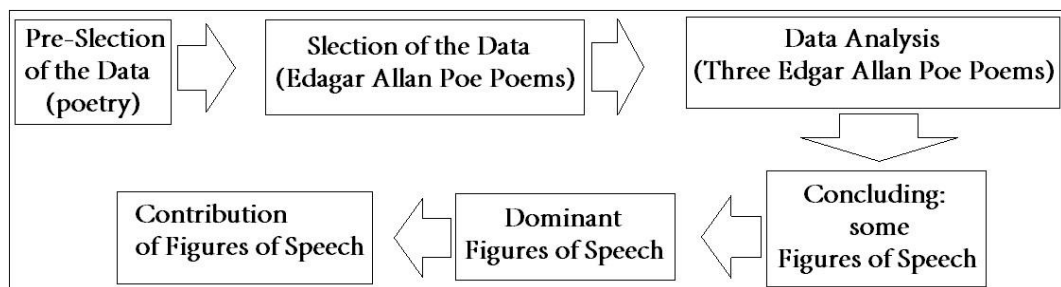 Pre-Slection
of the Data
(poetry)
Slection of the Data
(Edagar Allan Poe Poems)
Data Analysis
(Three Edgar Allan Poe Poems)
Concluding:
some
Figures of Speech
Dominant
Figures of Speech
Contribution
of Figures of Speech